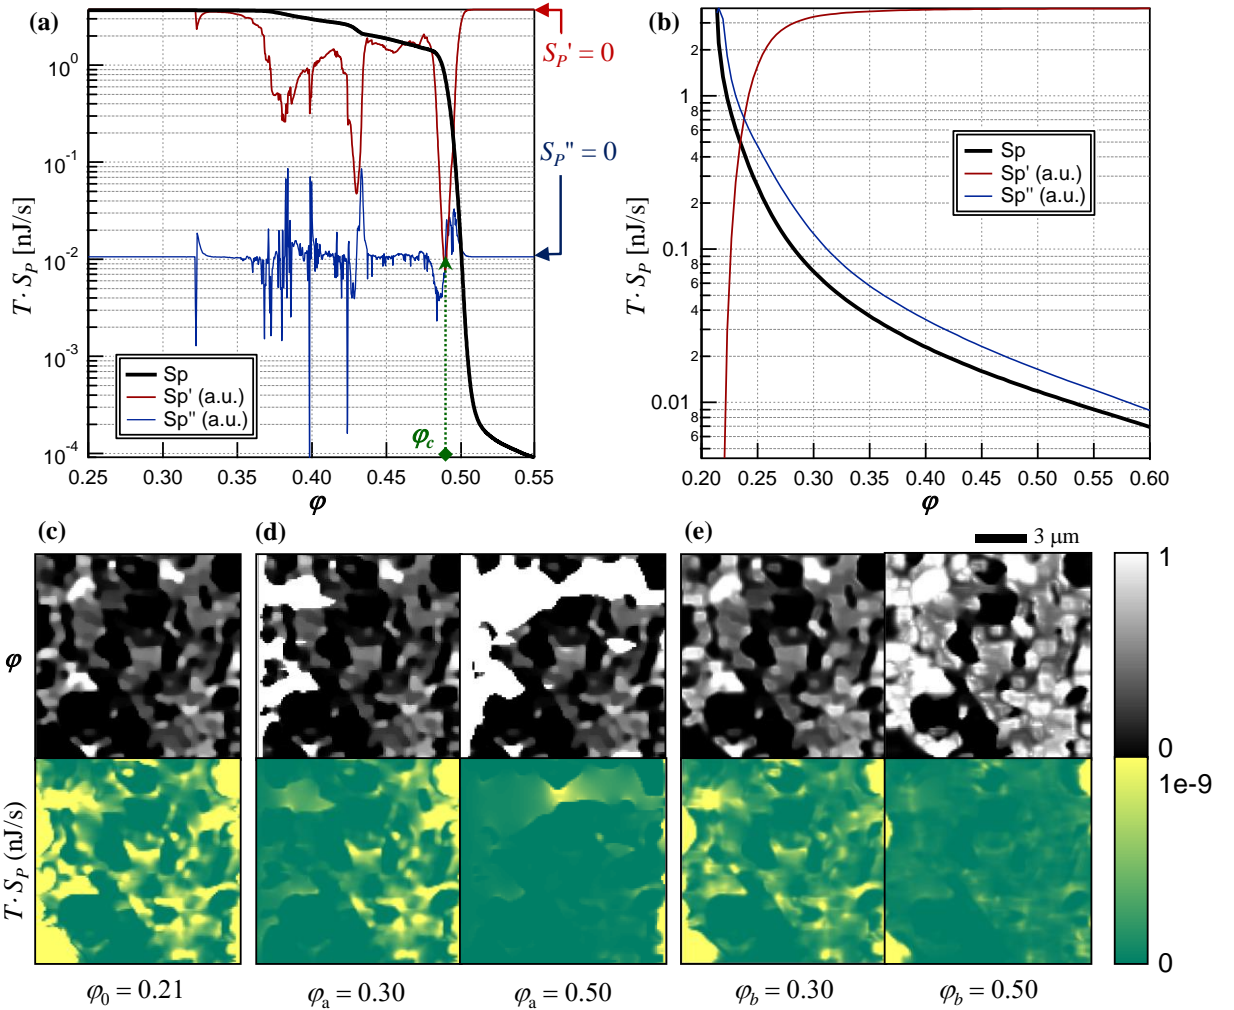 (a)
T · S_P [nJ/s]
10^0
10^-1
10^-2
10^-3
10^-4
0.25 0.30 0.35 0.40 0.45 0.50 0.55
φ
Sp
Sp' (a.u.)
Sp'' (a.u.)
φ_c
S_P' = 0
S_P'' = 0
(b)
T · S_P [nJ/s]
2
1
8
6
4
2
0.1
8
6
4
2
0.01
8
6
0.20 0.25 0.30 0.35 0.40 0.45 0.50 0.55 0.60
φ
Sp
Sp' (a.u.)
Sp'' (a.u.)
(c) (d) (e)
3 μm
φ
1
0
T · S_P (nJ/s)
1e-9
0
φ_0 = 0.21 φ_a = 0.30 φ_a = 0.50 φ_b = 0.30 φ_b = 0.50